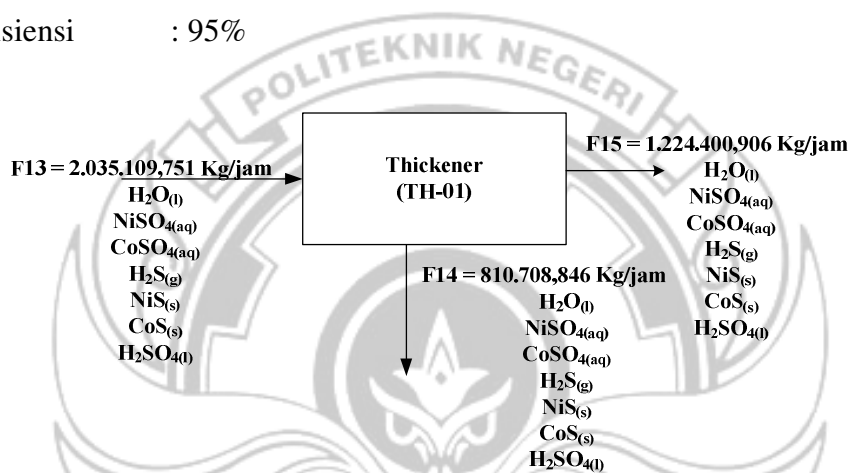 siensi : 95%
POLITEKNIK NEGERI
F13 = 2.035.109,751 Kg/jam
H₂O₍l₎
NiSO₄₍aq₎
CoSO₄₍aq₎
H₂S₍g₎
NiS₍s₎
CoS₍s₎
H₂SO₄₍l₎
Thickener
(TH-01)
F15 = 1.224.400,906 Kg/jam
H₂O₍l₎
NiSO₄₍aq₎
CoSO₄₍aq₎
H₂S₍g₎
NiS₍s₎
CoS₍s₎
H₂SO₄₍l₎
F14 = 810.708,846 Kg/jam
H₂O₍l₎
NiSO₄₍aq₎
CoSO₄₍aq₎
H₂S₍g₎
NiS₍s₎
CoS₍s₎
H₂SO₄₍l₎